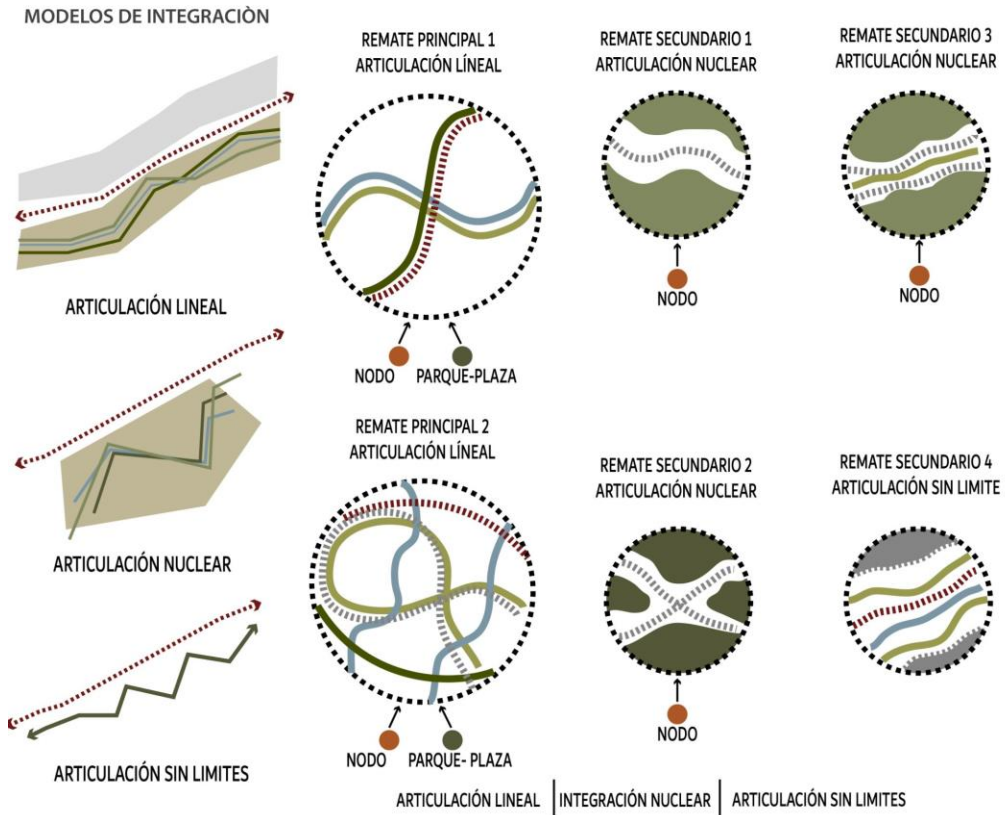 MODELOS DE INTEGRACIÒN
ARTICULACIÓN LINEAL
ARTICULACIÓN NUCLEAR
ARTICULACIÓN SIN LIMITES
REMATE PRINCIPAL 1
ARTICULACIÓN LÍNEAL
NODO
PARQUE-PLAZA
REMATE SECUNDARIO 1
ARTICULACIÓN NUCLEAR
NODO
REMATE SECUNDARIO 3
ARTICULACIÓN NUCLEAR
NODO
REMATE PRINCIPAL 2
ARTICULACIÓN LÍNEAL
NODO
PARQUE- PLAZA
REMATE SECUNDARIO 2
ARTICULACIÓN NUCLEAR
NODO
REMATE SECUNDARIO 4
ARTICULACIÓN SIN LIMITE
ARTICULACIÓN LINEAL
INTEGRACIÓN NUCLEAR
ARTICULACIÓN SIN LIMITES